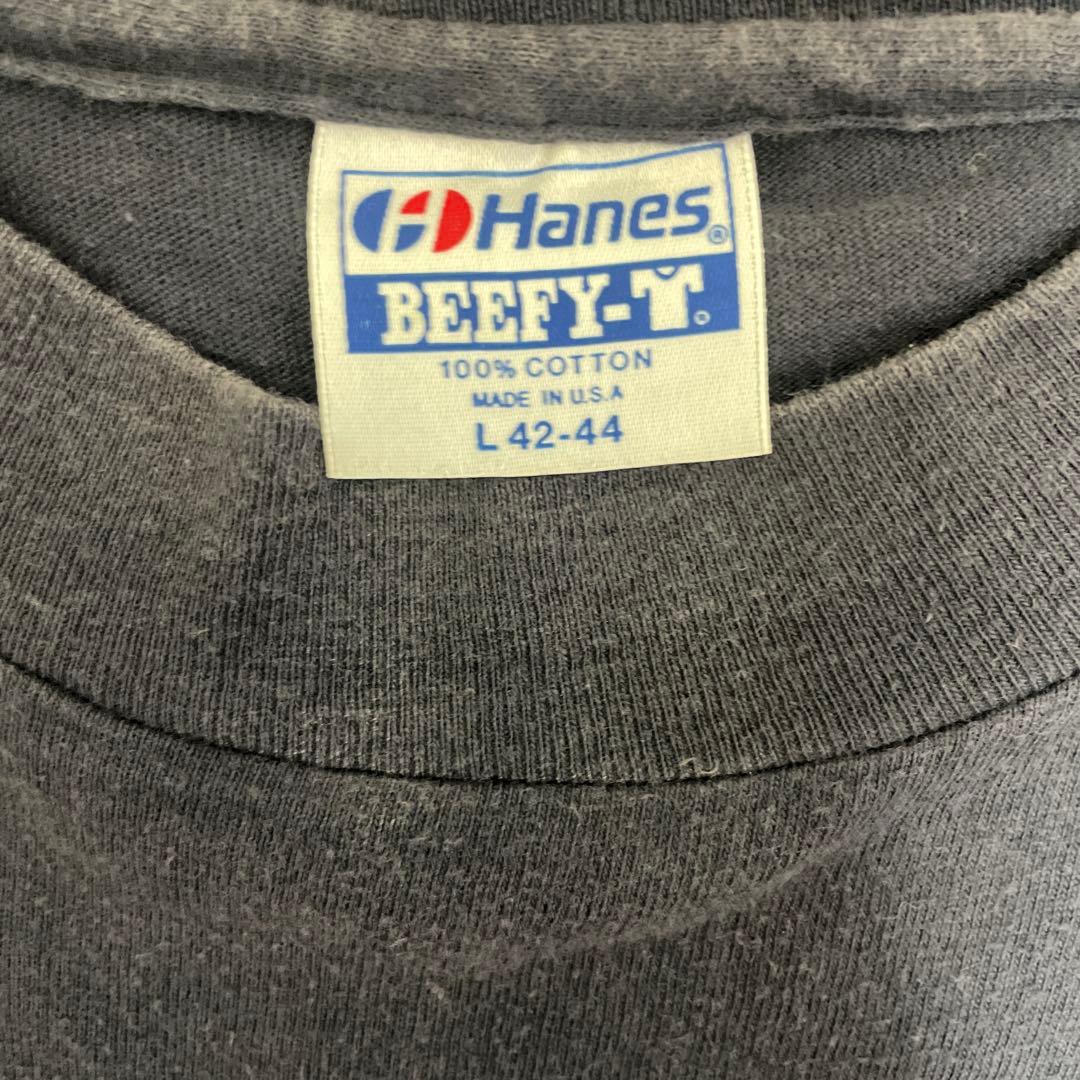 Hanes®
BEEFY-T®
100% COTTON
MADE IN U.S.A
L 42-44